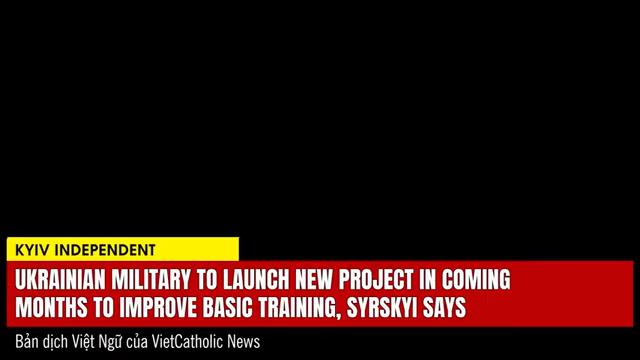 KYIV INDEPENDENT
UKRAINIAN MILITARY TO LAUNCH NEW PROJECT IN COMING
MONTHS TO IMPROVE BASIC TRAINING, SYRSKYI SAYS
Bản dịch Việt Ngữ của VietCatholic News